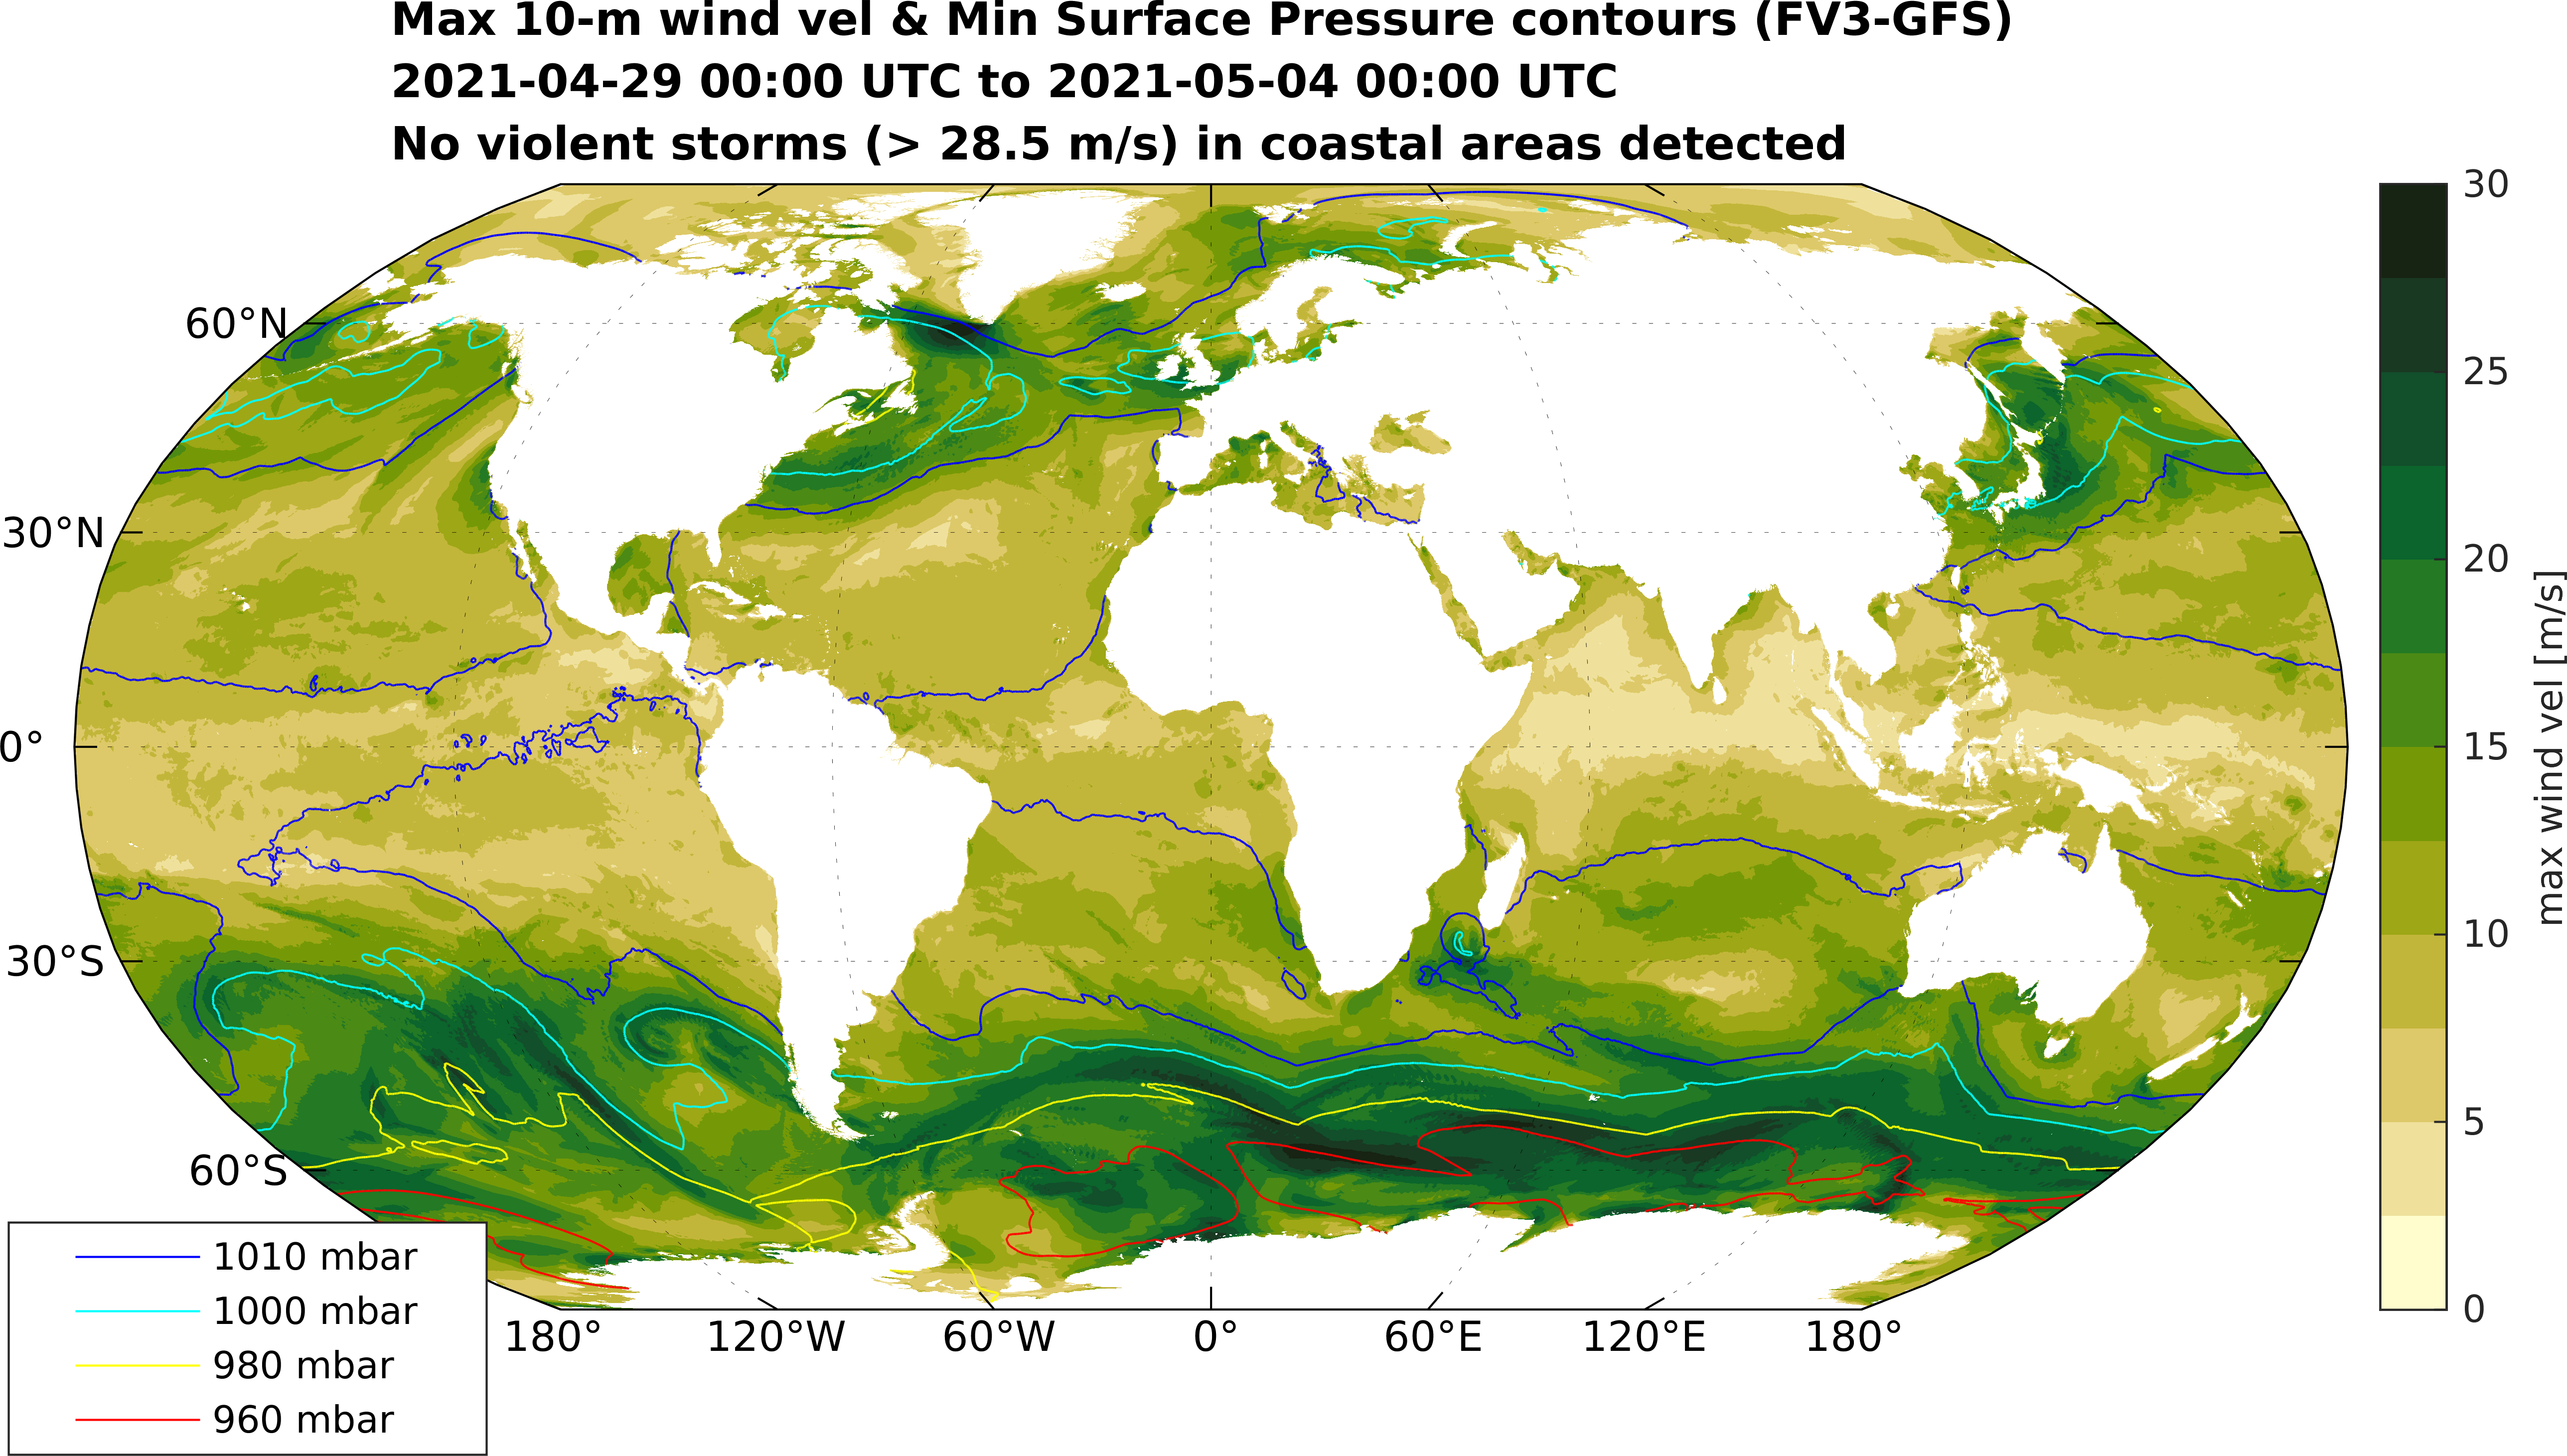 Max 10-m wind vel & Min Surface Pressure contours (FV3-GFS)
2021-04-29 00:00 UTC to 2021-05-04 00:00 UTC
No violent storms (> 28.5 m/s) in coastal areas detected
60°N
30°N
0°
30°S
60°S
180°
120°W
60°W
0°
60°E
120°E
180°
1010 mbar
1000 mbar
980 mbar
960 mbar
30
25
20
15
10
5
0
max wind vel [m/s]